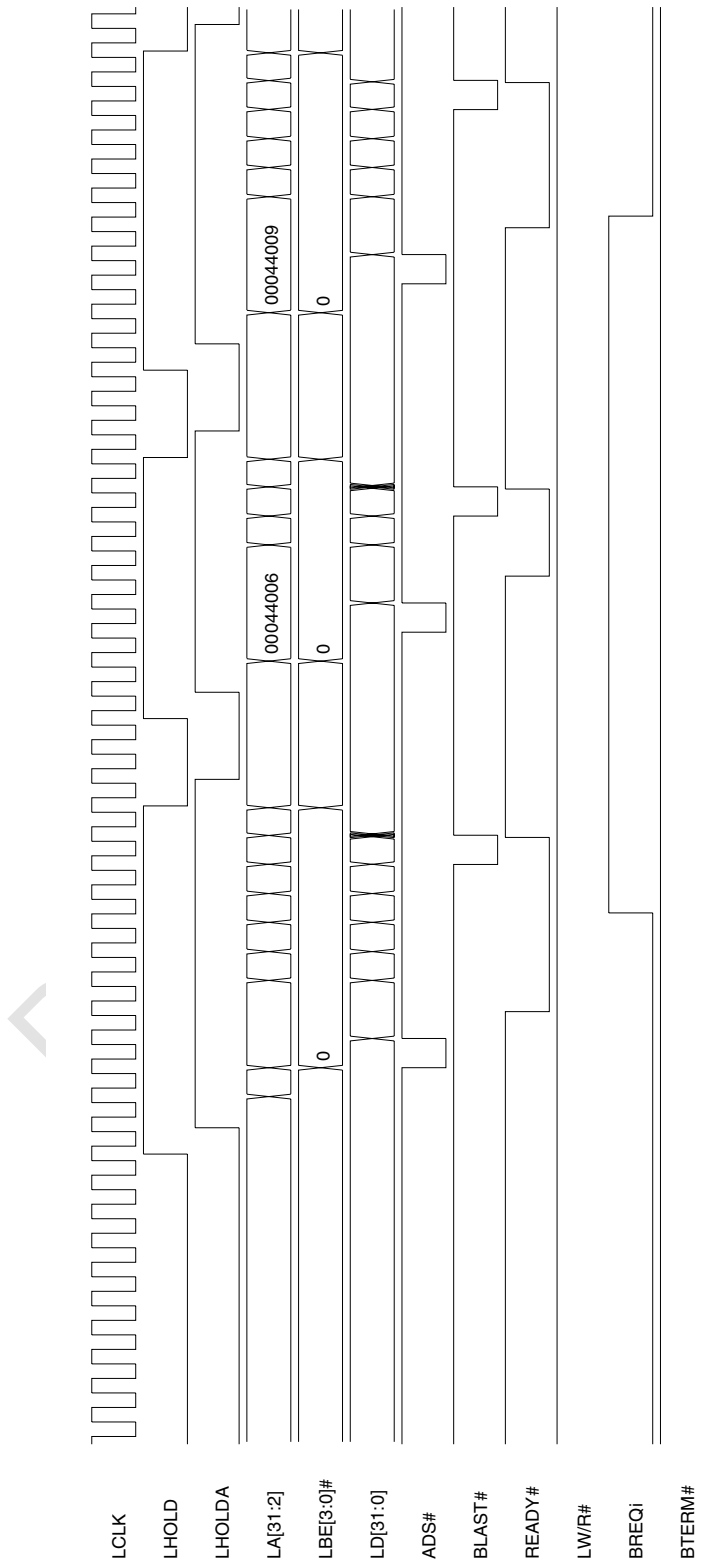 LCLK
LHOLD
LHOLDA
LA[31:2]
00044006
00044009
LBE[3:0]#
0
0
0
LD[31:0]
ADS#
BLAST#
READY#
LW/R#
BREQi
BTERM#